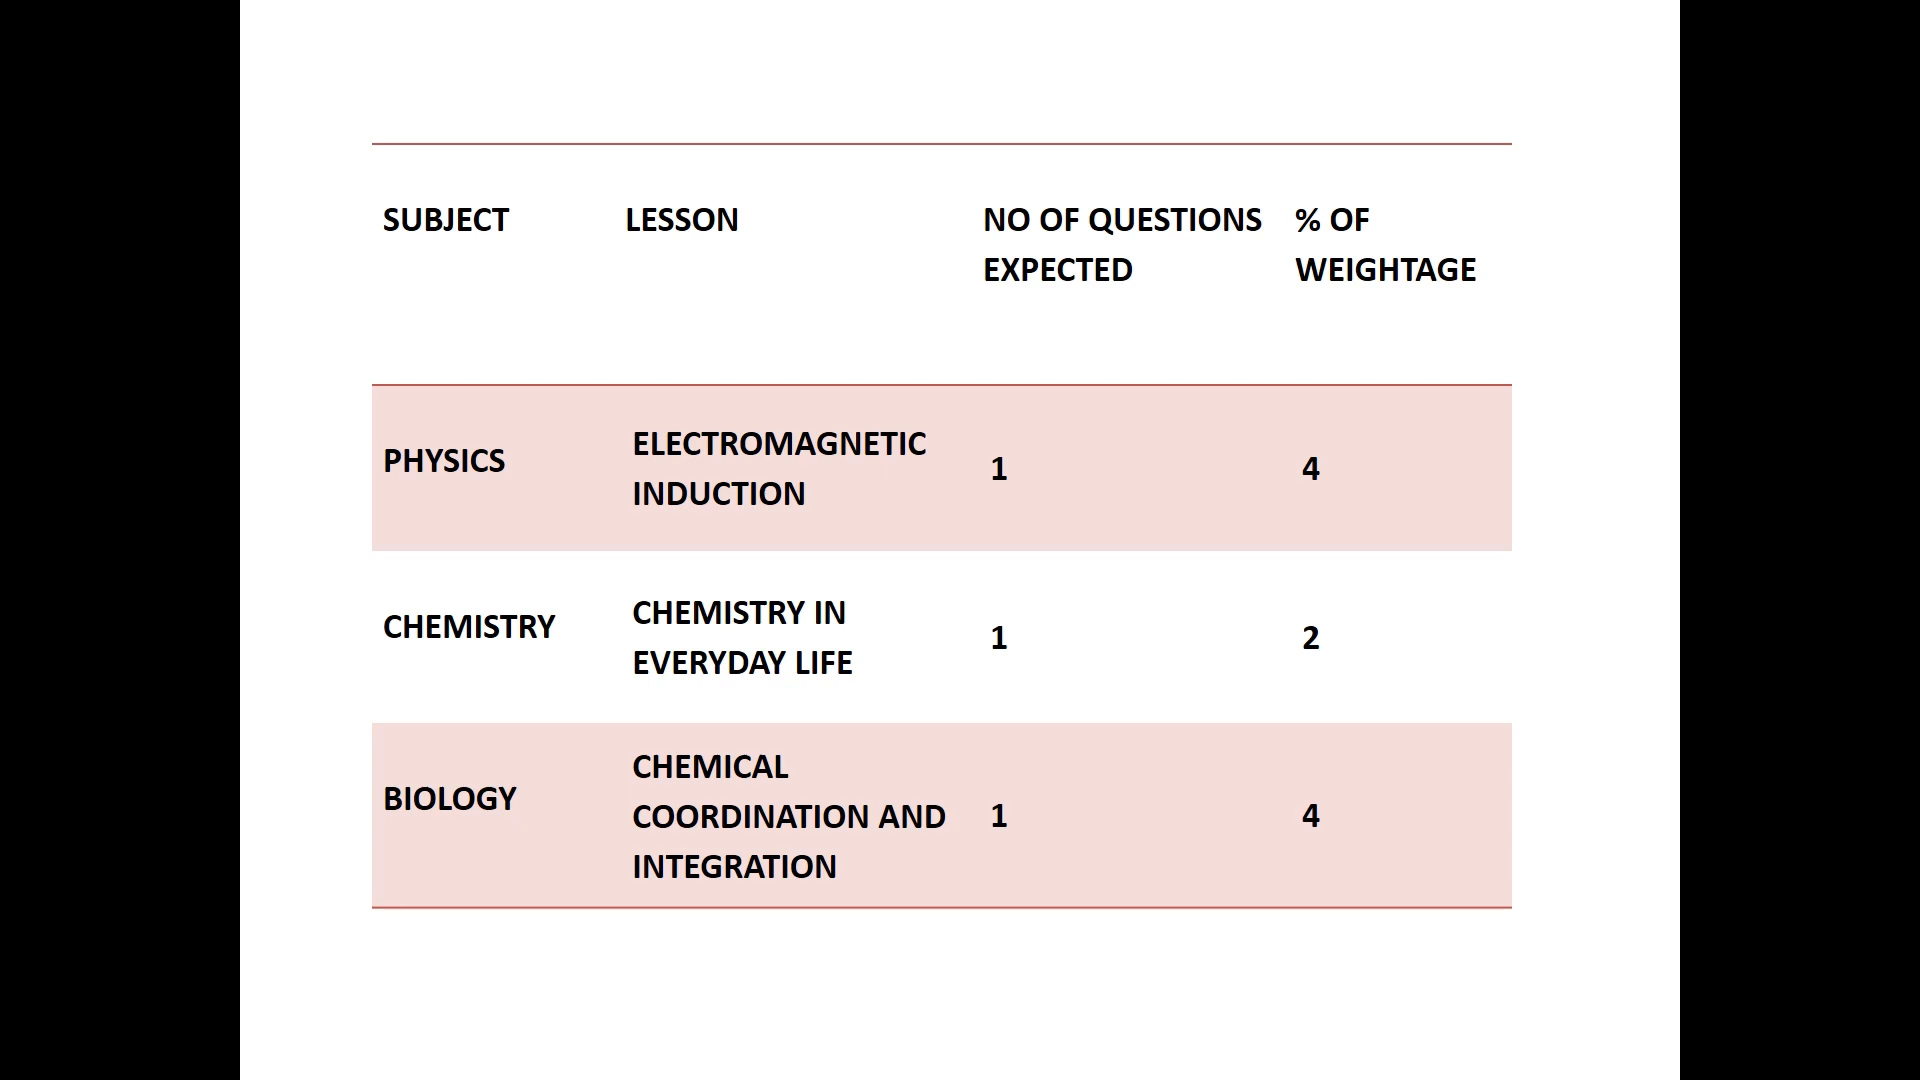 SUBJECT LESSON NO OF QUESTIONS % OF
EXPECTED WEIGHTAGE
PHYSICS ELECTROMAGNETIC INDUCTION 1 4
CHEMISTRY CHEMISTRY IN EVERYDAY LIFE 1 2
BIOLOGY CHEMICAL COORDINATION AND INTEGRATION 1 4